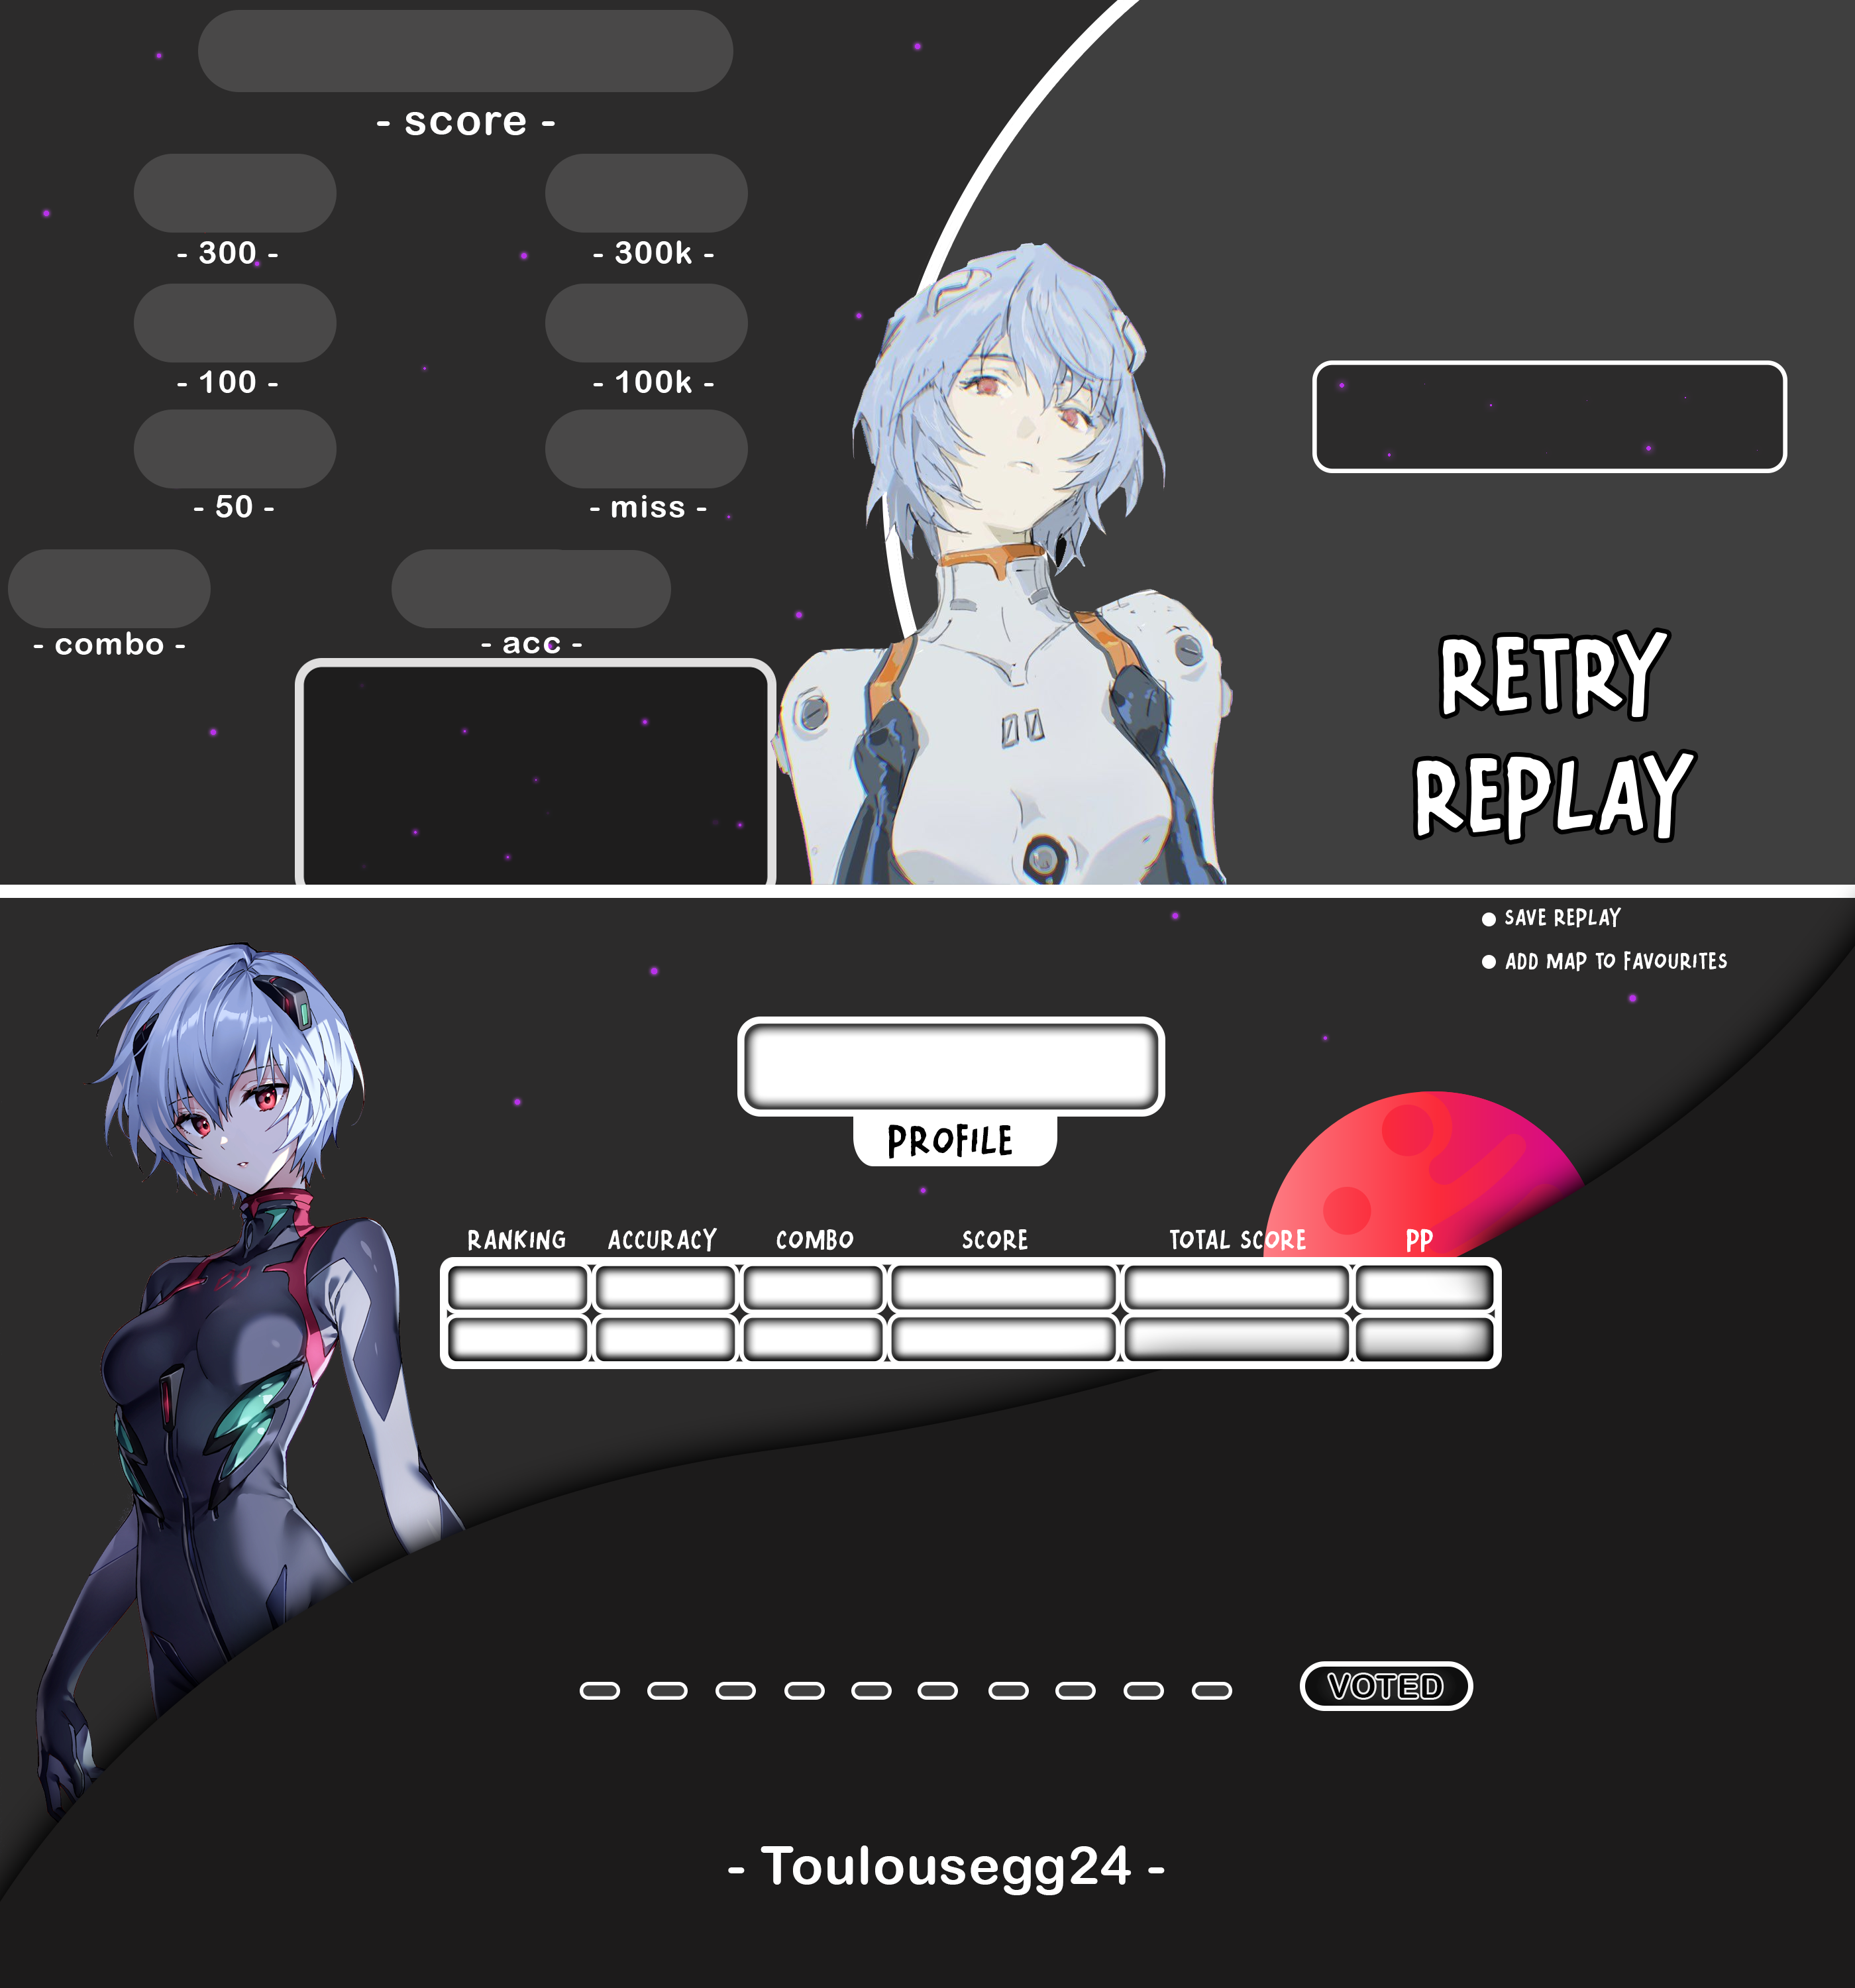 - score -
- 300 - - 300k -
- 100 - - 100k -
- 50 - - miss -
- combo - - acc -
RETRY
REPLAY
SAVE REPLAY
ADD MAP TO FAVOURITES
PROFILE
RANKING ACCURACY COMBO SCORE TOTAL SCORE PP
VOTED
- Toulousegg24 -